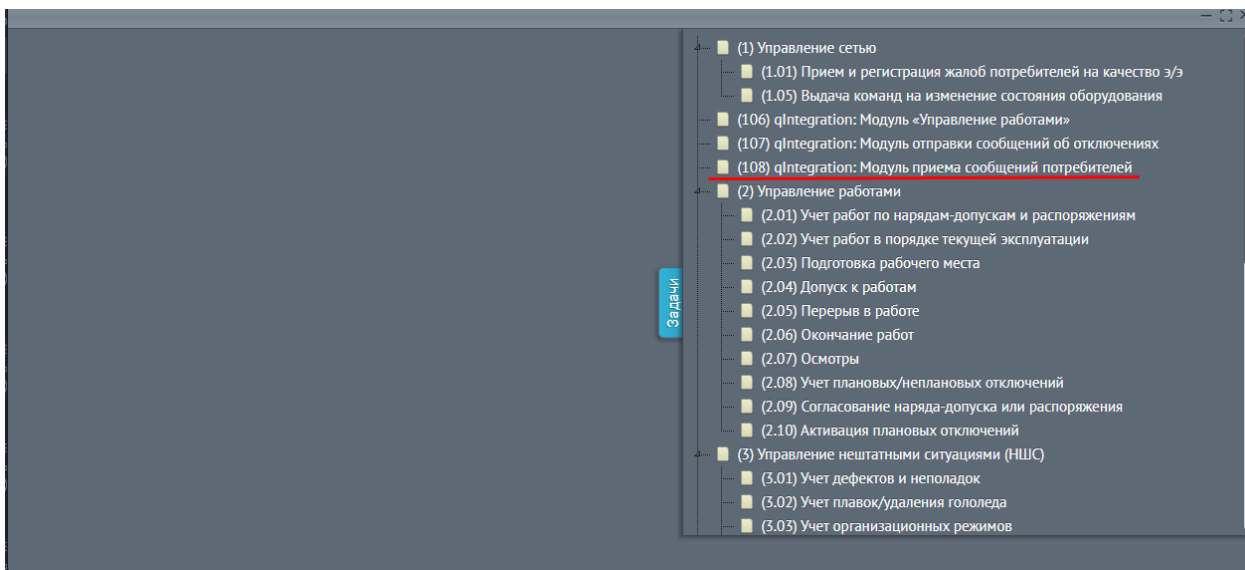 (1) Управление сетью
(1.01) Прием и регистрация жалоб потребителей на качество э/э
(1.05) Выдача команд на изменение состояния оборудования
(106) qIntegration: Модуль «Управление работами»
(107) qIntegration: Модуль отправки сообщений об отключениях
(108) qIntegration: Модуль приема сообщений потребителей
(2) Управление работами
(2.01) Учет работ по нарядам-допускам и распоряжениям
(2.02) Учет работ в порядке текущей эксплуатации
(2.03) Подготовка рабочего места
(2.04) Допуск к работам
(2.05) Перерыв в работе
(2.06) Окончание работ
(2.07) Осмотры
(2.08) Учет плановых/неплановых отключений
(2.09) Согласование наряда-допуска или распоряжения
(2.10) Активация плановых отключений
(3) Управление нештатными ситуациями (НШС)
(3.01) Учет дефектов и неполадок
(3.02) Учет плавок/удаления гололеда
(3.03) Учет организационных режимов
Задачи